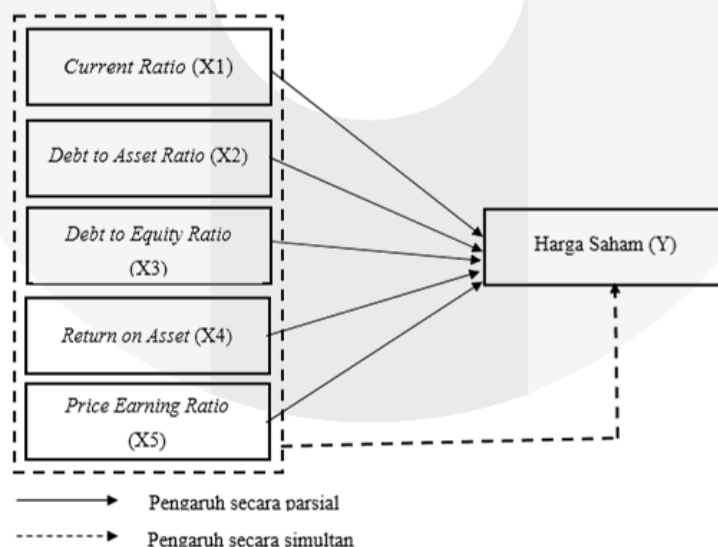 Current Ratio (X1)
Debt to Asset Ratio (X2)
Debt to Equity Ratio
(X3)
Return on Asset (X4)
Price Earning Ratio
(X5)
Harga Saham (Y)
Pengaruh secara parsial
Pengaruh secara simultan